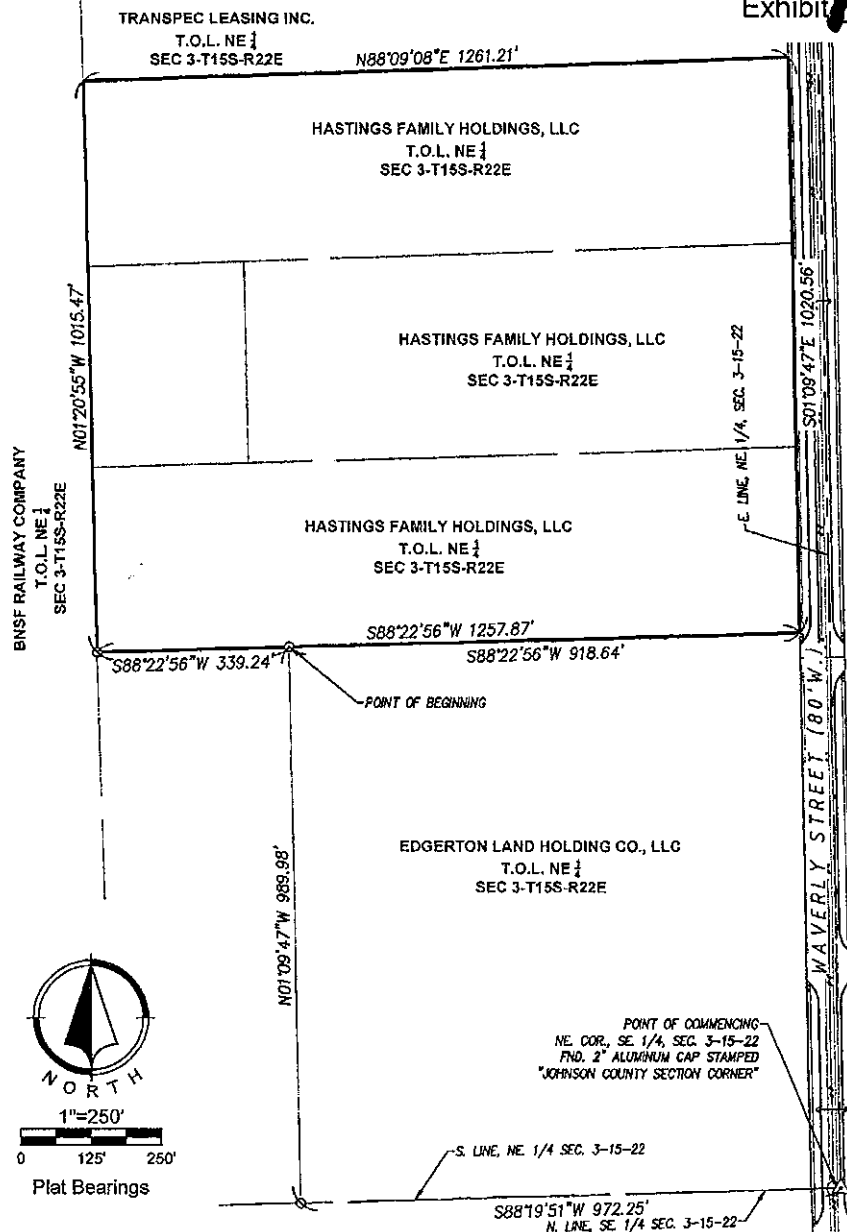 Exhibit
TRANSPEC LEASING INC.
T.O.L. NE 1/4
SEC 3-T15S-R22E
N88°09'08"E 1261.21'
HASTINGS FAMILY HOLDINGS, LLC
T.O.L. NE 1/4
SEC 3-T15S-R22E
N01°20'55"W 1015.47'
S01°09'47"E 1020.56'
HASTINGS FAMILY HOLDINGS, LLC
T.O.L. NE 1/4
SEC 3-T15S-R22E
E. LINE, NE. 1/4, SEC. 3-15-22
BNSF RAILWAY COMPANY
T.O.L. NE 1/4
SEC 3-T15S-R22E
HASTINGS FAMILY HOLDINGS, LLC
T.O.L. NE 1/4
SEC 3-T15S-R22E
S88°22'56"W 1257.87'
S88°22'56"W 339.24'
S88°22'56"W 918.64'
POINT OF BEGINNING
WAVERLY STREET (80' W.)
EDGERTON LAND HOLDING CO., LLC
T.O.L. NE 1/4
SEC 3-T15S-R22E
N01°09'47"W 989.98'
NORTH
1"=250'
0 125' 250'
Plat Bearings
POINT OF COMMENCING
NE. COR., SE. 1/4, SEC. 3-15-22
FND. 2" ALUMINUM CAP STAMPED
"JOHNSON COUNTY SECTION CORNER"
S. LINE, NE. 1/4 SEC. 3-15-22
S88°19'51"W 972.25'
N. LINE, SE. 1/4 SEC. 3-15-22